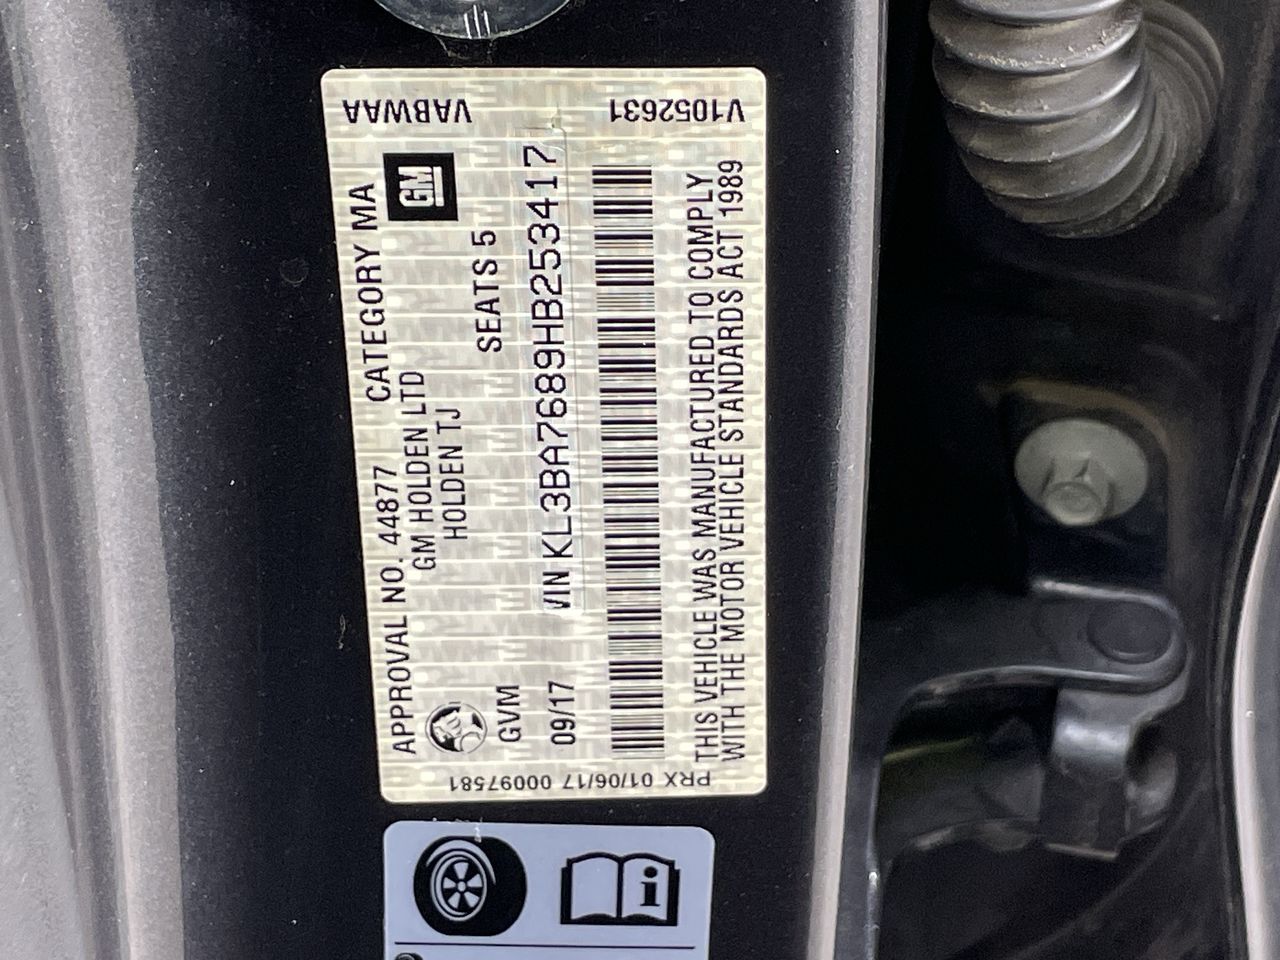 APPROVAL NO. 44877 CATEGORY MA
GM HOLDEN LTD
HOLDEN TJ
GM
GVM SEATS 5
09/17 VIN KL3BA7689HB253417
THIS VEHICLE WAS MANUFACTURED TO COMPLY
WITH THE MOTOR VEHICLE STANDARDS ACT 1989
VABWAA V1052631
PRX 01/06/17 00097581
i